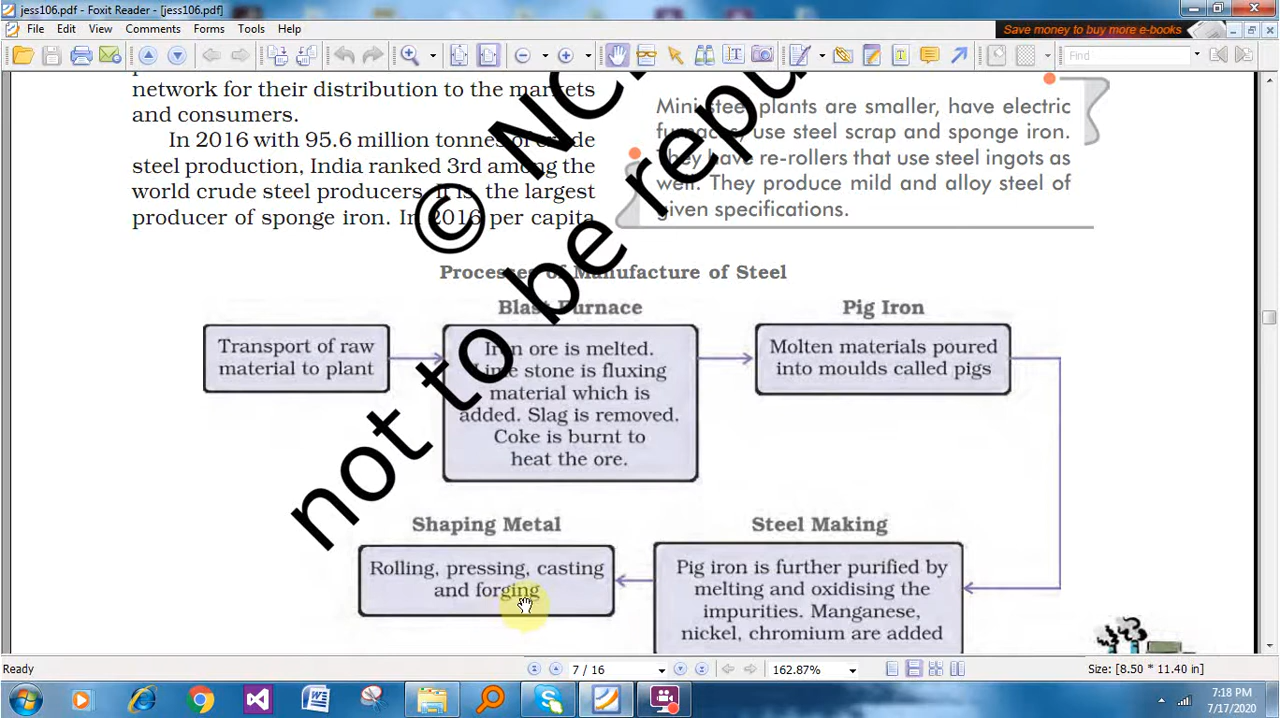 jess106.pdf - Foxit Reader - [jess106.pdf]
File Edit View Comments Forms Tools Help
Save money to buy more e-books
Find
network for their distribution to the markets
and consumers.
In 2016 with 95.6 million tonnes of crude
steel production, India ranked 3rd among the
world crude steel producers. It is the largest
producer of sponge iron. In 2016 per capita
Mini steel plants are smaller, have electric
furnaces, use steel scrap and sponge iron.
They have re-rollers that use steel ingots as
well. They produce mild and alloy steel of
given specifications.
©
not to be
Processes of Manufacture of Steel
Blast Furnace
Pig Iron
Transport of raw
material to plant
Iron ore is melted.
Lime stone is fluxing
material which is
added. Slag is removed.
Coke is burnt to
heat the ore.
Molten materials poured
into moulds called pigs
Shaping Metal
Steel Making
Rolling, pressing, casting
and forging
Pig iron is further purified by
melting and oxidising the
impurities. Manganese,
nickel, chromium are added
Ready
7 / 16
162.87%
Size: [8.50 * 11.40 in]
7:18 PM
7/17/2020